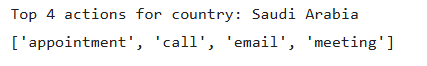 Top 4 actions for country: Saudi Arabia
['appointment', 'call', 'email', 'meeting']